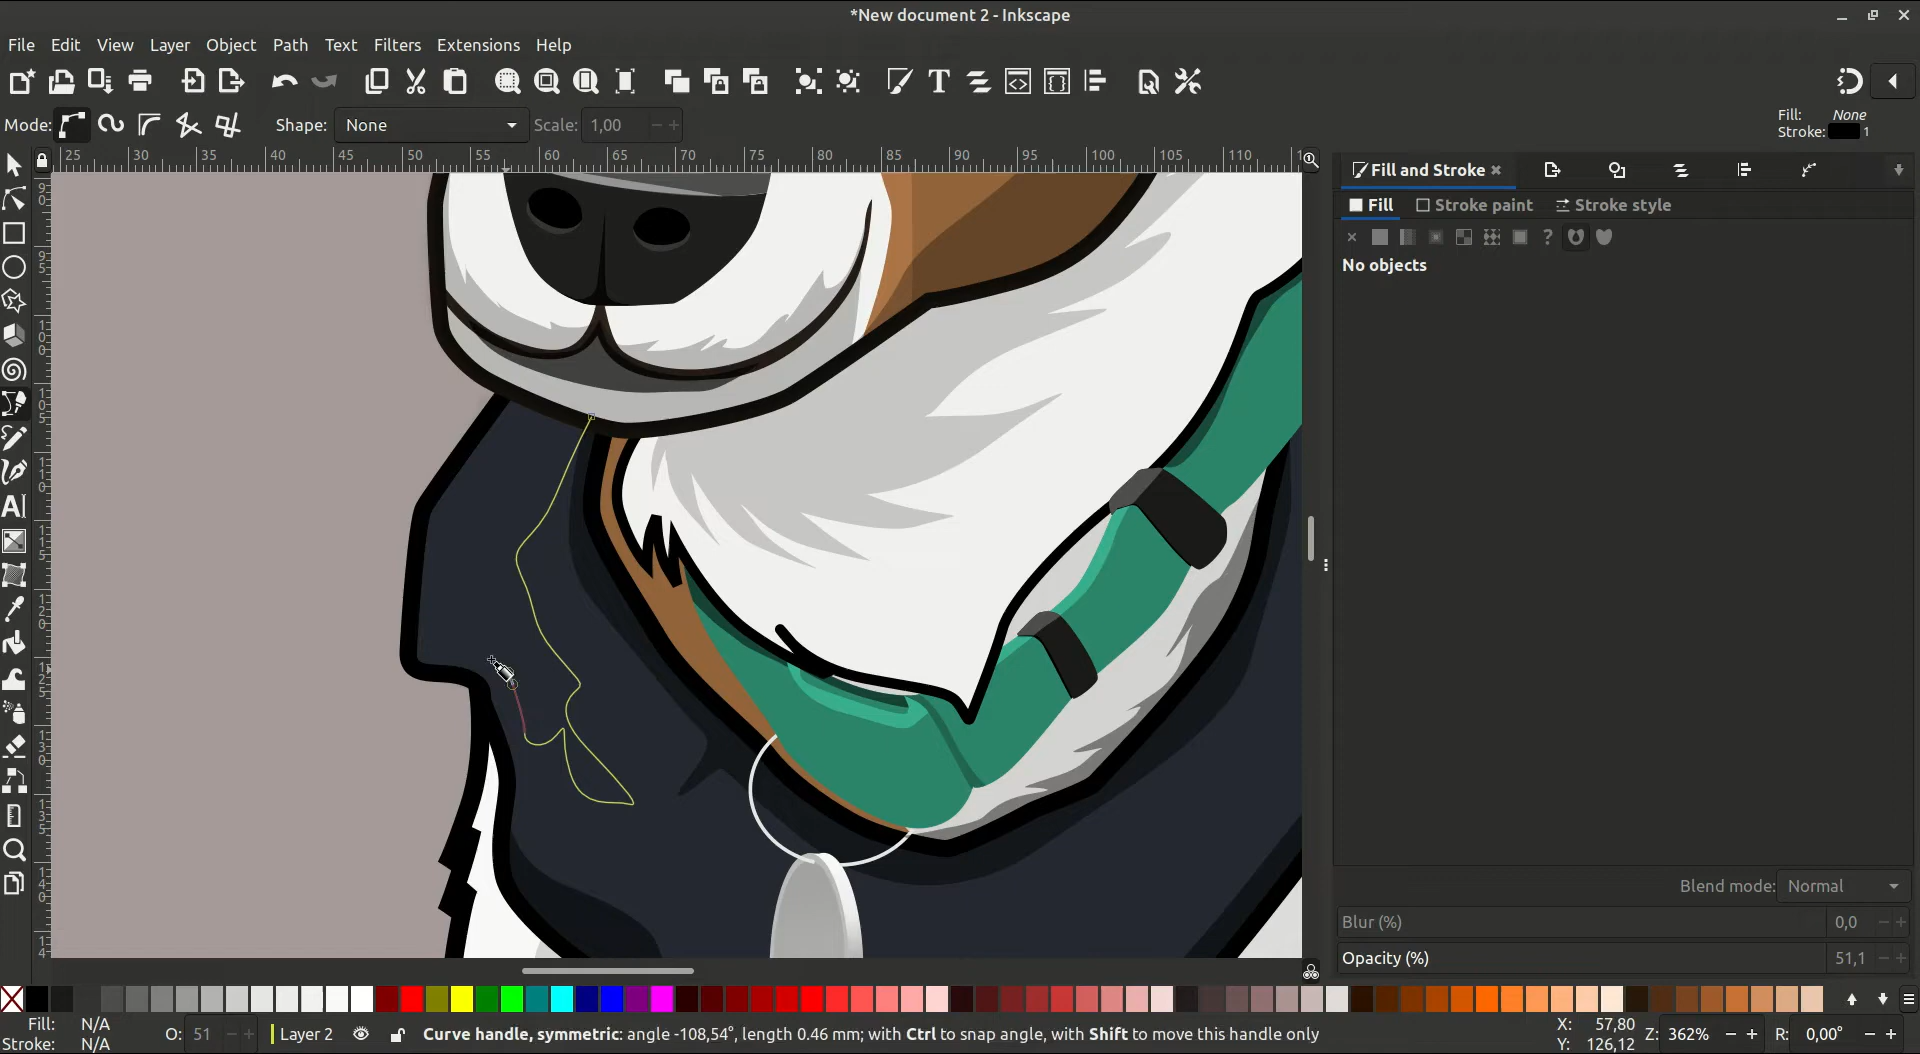 *New document 2 - Inkscape
File Edit View Layer Object Path Text Filters Extensions Help
Mode: Shape: None Scale: 1,00 Fill: None
Stroke: 1
25 30 35 40 45 50 55 60 65 70 75 80 85 90 95 100 105 110
Fill and Stroke
Fill Stroke paint Stroke style
No objects
Blend mode: Normal
Blur (%) 0,0
Opacity (%) 51,1
Fill: N/A O: 51 Layer 2 Curve handle, symmetric: angle -108,54°, length 0.46 mm; with Ctrl to snap angle, with Shift to move this handle only X: 57,80 Z: 362% R: 0,00°
Stroke: N/A Y: 126,12